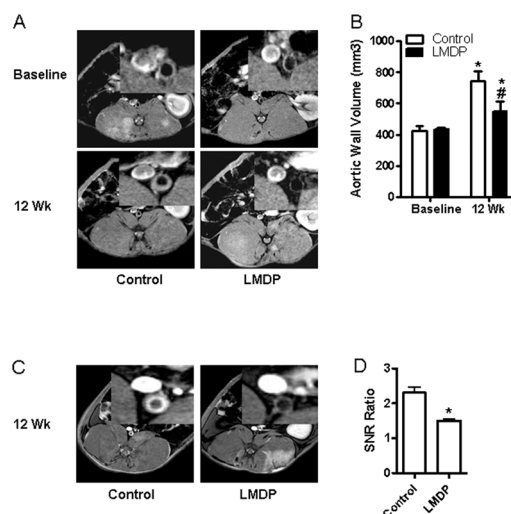 A
Baseline
12 Wk
Control
LMDP
B
Control
LMDP
Aortic Wall Volume (mm3)
1000
800
600
400
200
0
*
*
#
Baseline
12 Wk
C
12 Wk
Control
LMDP
D
SNR Ratio
3
2
1
0
*
Control
LMDP